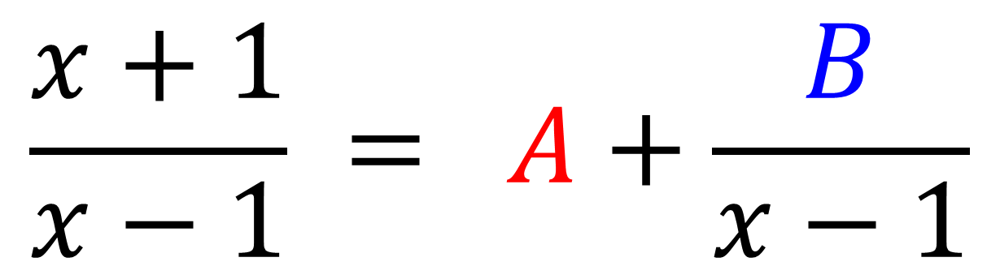 x + 1 / x − 1 = A + B / x − 1